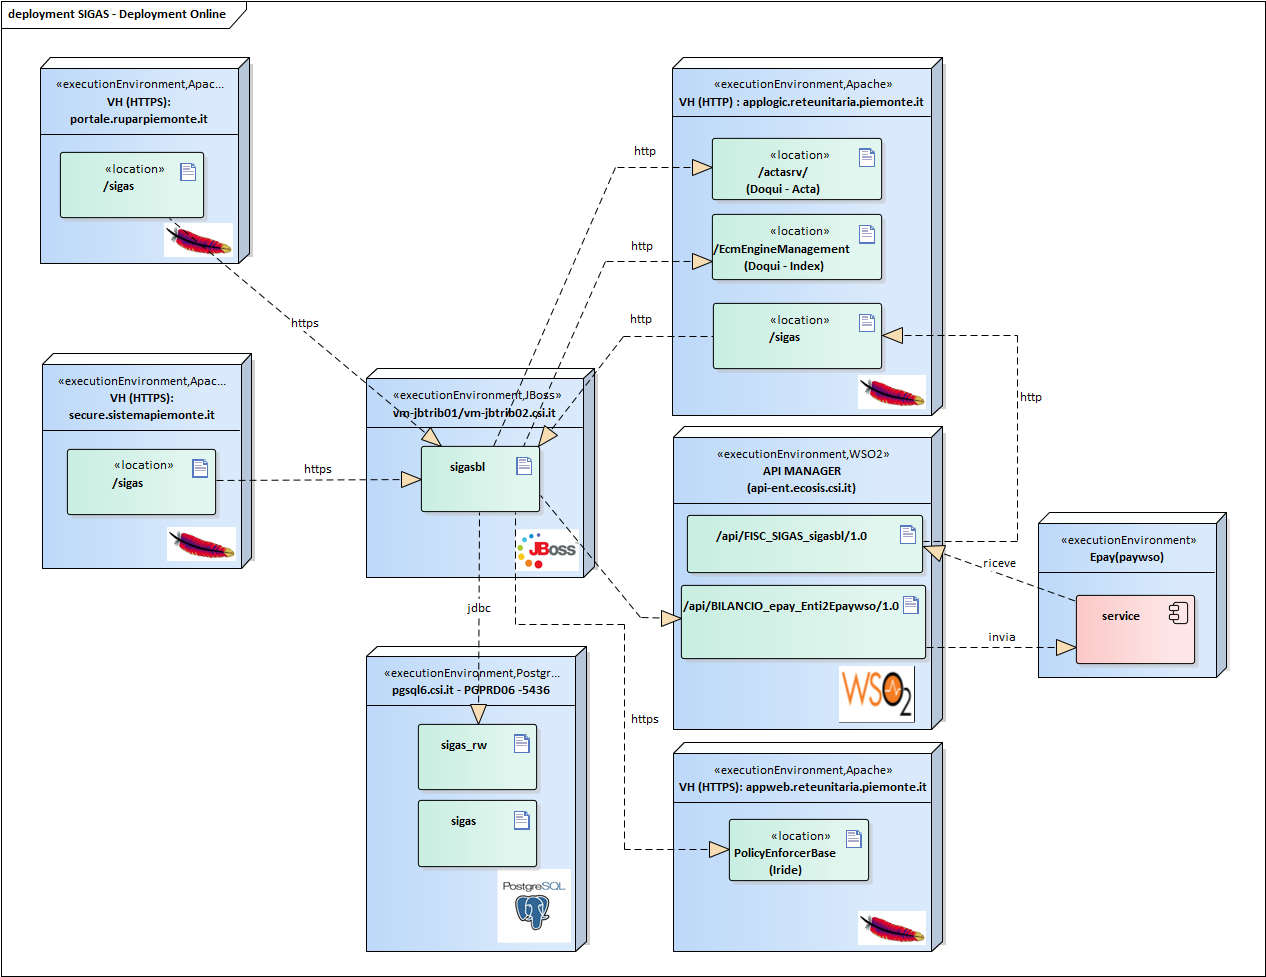 deployment SIGAS - Deployment Online
«executionEnvironment,Apac...
VH (HTTPS):
portale.ruparpiemonte.it
«location»
/sigas
https
«executionEnvironment,Apac...
VH (HTTPS):
secure.sistemapiemonte.it
«location»
/sigas
https
«executionEnvironment,JBoss»
vm-jbtrib01/vm-jbtrib02.csi.it
sigasbl
JBoss
jdbc
«executionEnvironment,Postgr...
pgsql6.csi.it - PGPRD06 -5436
sigas_rw
sigas
PostgreSQL
http
http
http
https
«executionEnvironment,Apache»
VH (HTTP) : applogic.reteunitaria.piemonte.it
«location»
/actasrv/
(Doqui - Acta)
«location»
/EcmEngineManagement
(Doqui - Index)
«location»
/sigas
http
«executionEnvironment,WSO2»
API MANAGER
(api-ent.ecosis.csi.it)
/api/FISC_SIGAS_sigasbl/1.0
/api/BILANCIO_epay_Enti2Epaywso/1.0
WSO2
riceve
invia
«executionEnvironment»
Epay(paywso)
service
«executionEnvironment,Apache»
VH (HTTPS): appweb.reteunitaria.piemonte.it
«location»
PolicyEnforcerBase
(Iride)